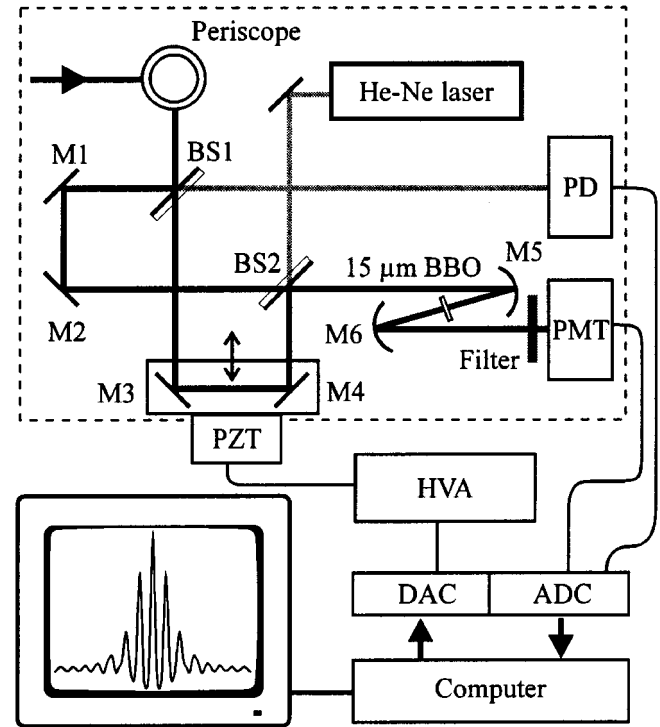 Periscope
He-Ne laser
M1
BS1
PD
BS2
15 µm BBO
M5
M2
M6
Filter
PMT
M3
M4
PZT
HVA
DAC
ADC
Computer